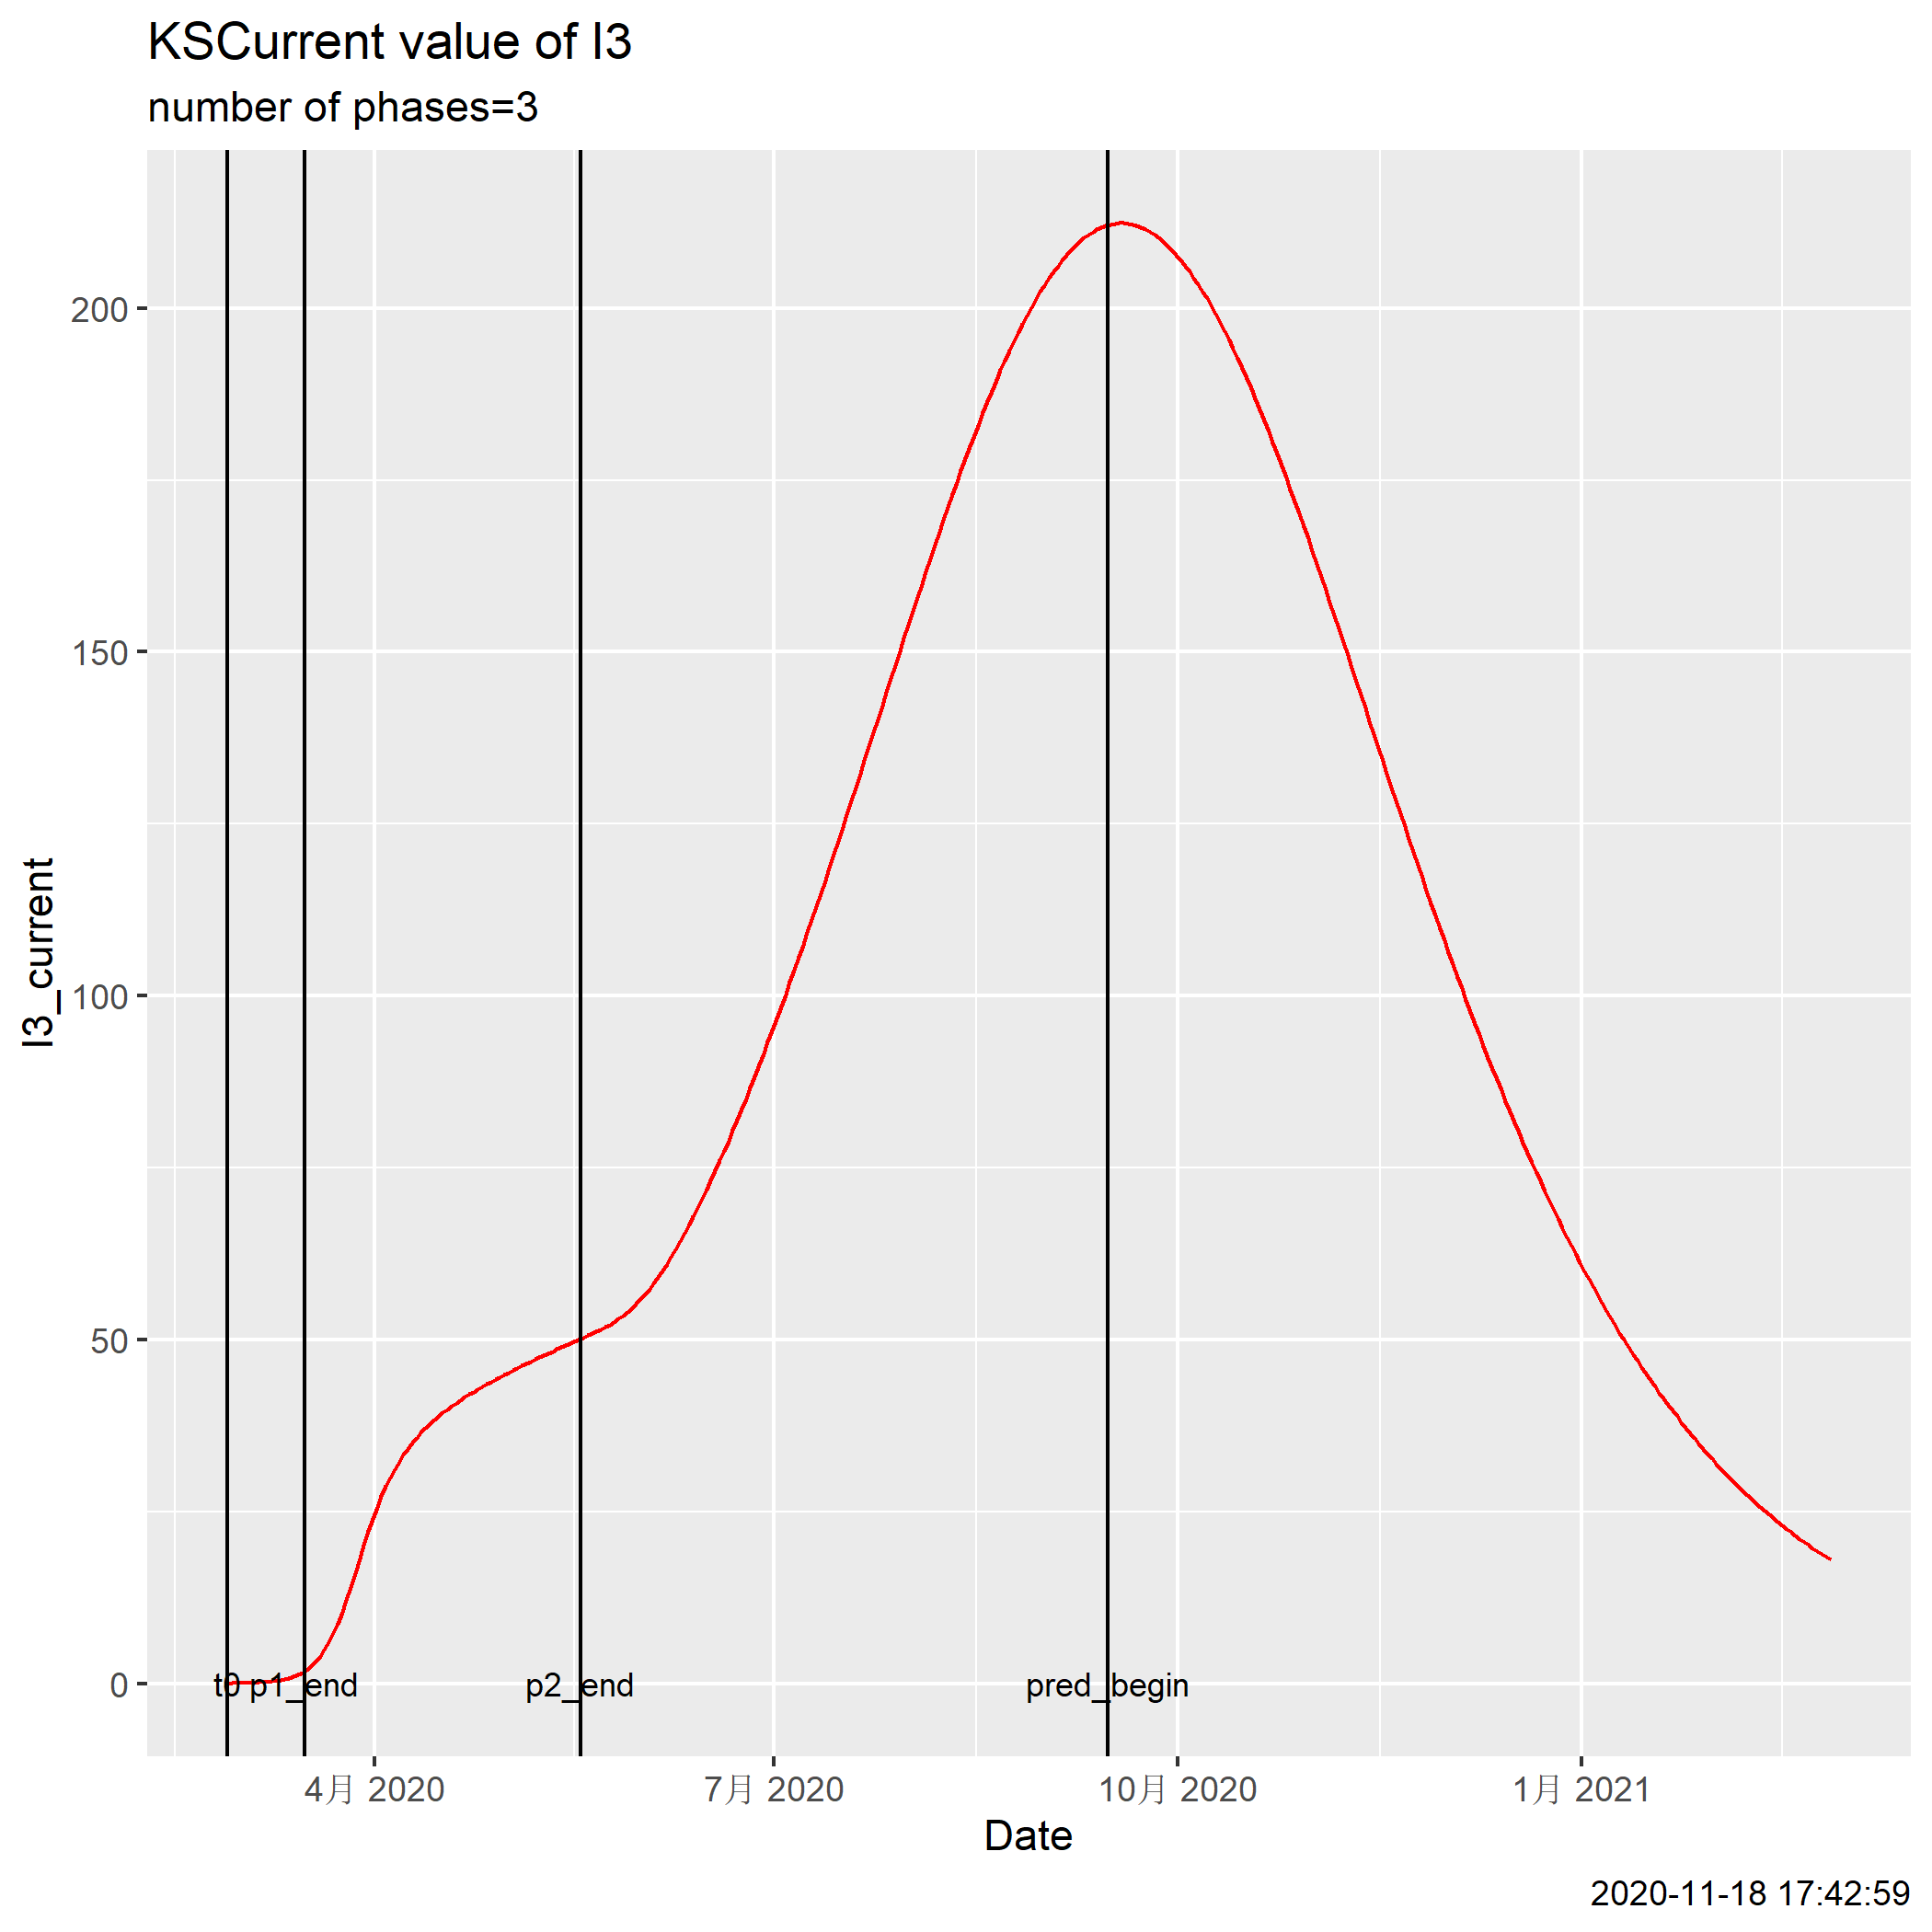 KSCurrent value of I3
number of phases=3
I3_current
200
150
100
50
0
t0 p1_end p2_end pred_begin
4月 2020 7月 2020 10月 2020 1月 2021
Date
2020-11-18 17:42:59